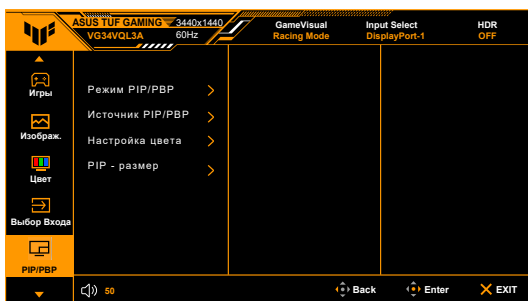 ASUS TUF GAMING 3440x1440 GameVisual Input Select HDR
VG34VQL3A 60Hz Racing Mode DisplayPort-1 OFF
Игры
Изображ.
Цвет
Выбор Входа
PIP/PBP
Режим PIP/PBP
Источник PIP/PBP
Настройка цвета
PIP - размер
50 Back Enter EXIT